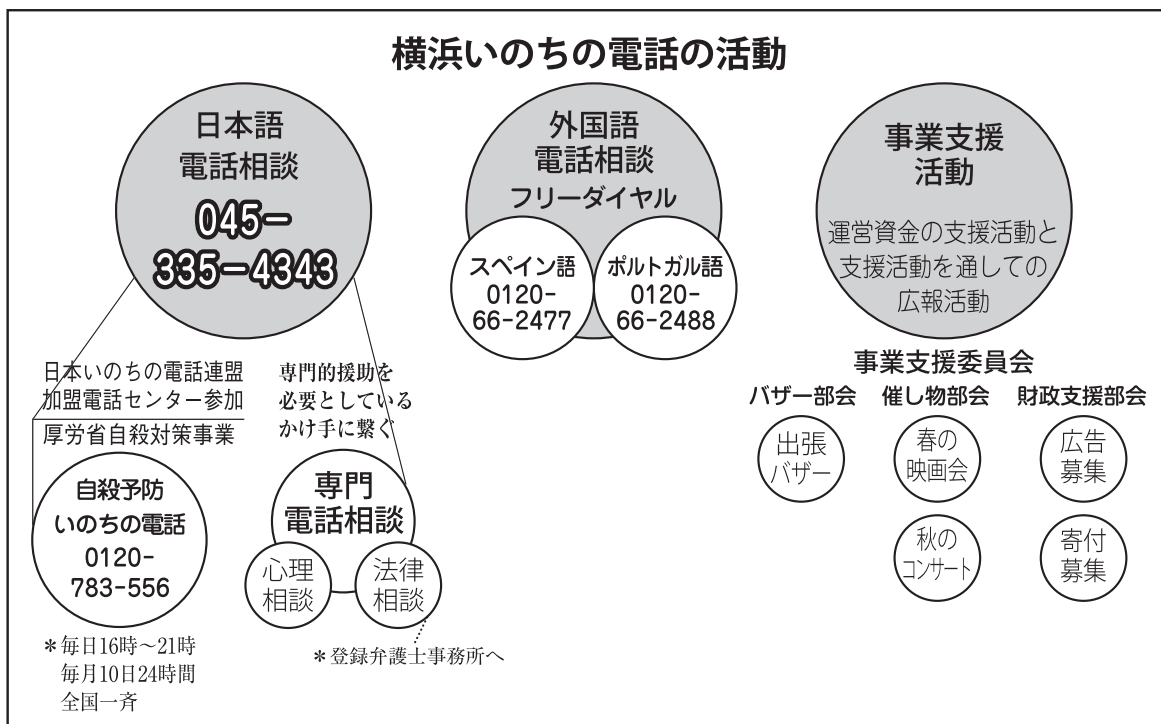 横浜いのちの電話の活動
日本語
電話相談
045-
335-4343
日本いのちの電話連盟
加盟電話センター参加
厚労省自殺対策事業
自殺予防
いのちの電話
0120-
783-556
＊毎日16時～21時
毎月10日24時間
全国一斉
専門的援助を
必要としている
かけ手に繋ぐ
専門
電話相談
心理
相談
法律
相談
＊登録弁護士事務所へ
外国語
電話相談
フリーダイヤル
スペイン語
0120-
66-2477
ポルトガル語
0120-
66-2488
事業支援
活動
運営資金の支援活動と
支援活動を通しての
広報活動
事業支援委員会
バザー部会
出張
バザー
催し物部会
春の
映画会
秋の
コンサート
財政支援部会
広告
募集
寄付
募集